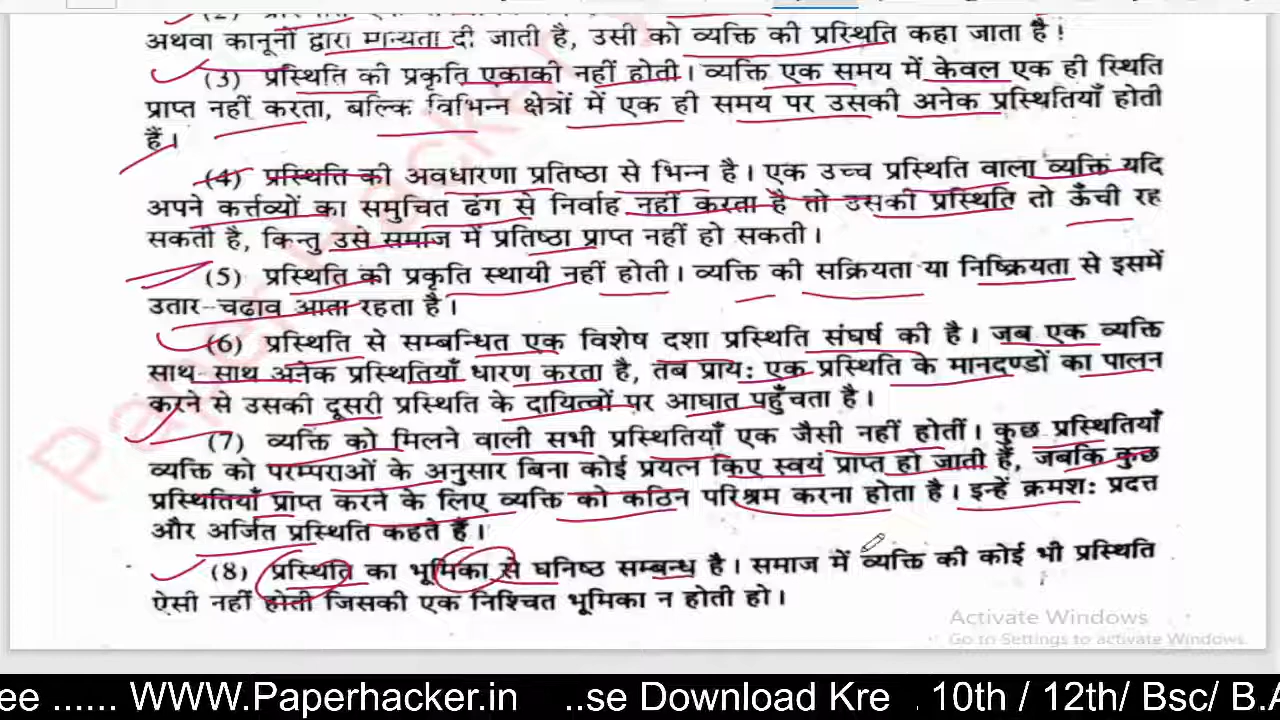 अथवा कानूनों द्वारा मान्यता दी जाती है, उसी को व्यक्ति की प्रस्थिति कहा जाता है!
(3) प्रस्थिति की प्रकृति एकाकी नहीं होती। व्यक्ति एक समय में केवल एक ही स्थिति
प्राप्त नहीं करता, बल्कि विभिन्न क्षेत्रों में एक ही समय पर उसकी अनेक प्रस्थितियाँ होती
हैं।
(4) प्रस्थिति की अवधारणा प्रतिष्ठा से भिन्न है। एक उच्च प्रस्थिति वाला व्यक्ति यदि
अपने कर्त्तव्यों का समुचित ढंग से निर्वाह नहीं करता है तो उसकी प्रस्थिति तो ऊँची रह
सकती है, किन्तु उसे समाज में प्रतिष्ठा प्राप्त नहीं हो सकती।
(5) प्रस्थिति की प्रकृति स्थायी नहीं होती। व्यक्ति की सक्रियता या निष्क्रियता से इसमें
उतार-चढाव आता रहता है।
(6) प्रस्थिति से सम्बन्धित एक विशेष दशा प्रस्थिति संघर्ष की है। जब एक व्यक्ति
साथ-साथ अनेक प्रस्थितियाँ धारण करता है, तब प्रायः एक प्रस्थिति के मानदण्डों का पालन
करने से उसकी दूसरी प्रस्थिति के दायित्वों पर आघात पहुँचता है।
(7) व्यक्ति को मिलने वाली सभी प्रस्थितियाँ एक जैसी नहीं होतीं। कुछ प्रस्थितियाँ
व्यक्ति को परम्पराओं के अनुसार बिना कोई प्रयत्न किए स्वयं प्राप्त हो जाती हैं, जबकि कुछ
प्रस्थितियाँ प्राप्त करने के लिए व्यक्ति को कठिन परिश्रम करना होता है। इन्हें क्रमशः प्रदत्त
और अर्जित प्रस्थिति कहते हैं।
(8) प्रस्थिति का भूमिका से घनिष्ठ सम्बन्ध है। समाज में व्यक्ति की कोई भी प्रस्थिति
ऐसी नहीं होती जिसकी एक निश्चित भूमिका न होती हो।
Activate Windows
Go to Settings to activate Windows.
ee ...... WWW.Paperhacker.in ..se Download Kre . 10th / 12th/ Bsc/ B.A